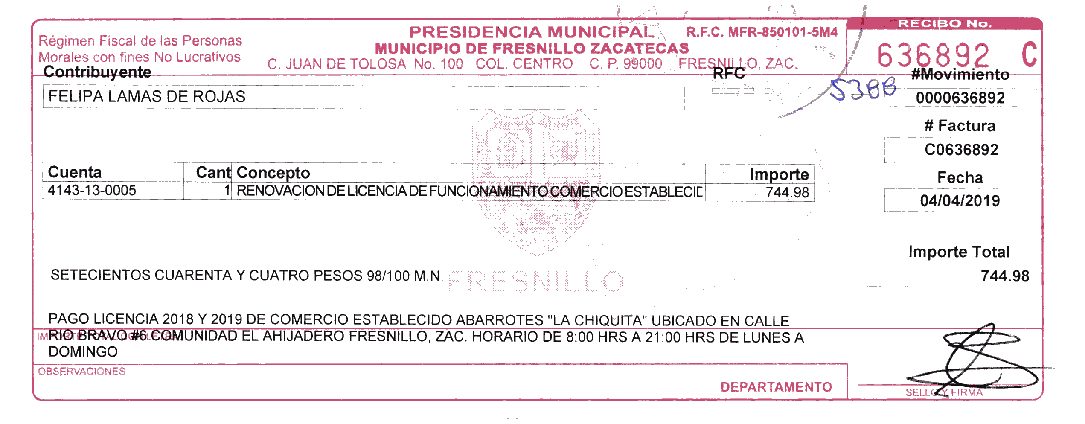 RECIBO No.
PRESIDENCIA MUNICIPAL R.F.C. MFR-850101-5M4
MUNICIPIO DE FRESNILLO ZACATECAS
C. JUAN DE TOLOSA No. 100 COL. CENTRO C. P. 99000 FRESNILLO, ZAC.
Régimen Fiscal de las Personas
Morales con fines No Lucrativos
636892 C
Contribuyente
RFC
5388
#Movimiento
FELIPA LAMAS DE ROJAS
0000636892
# Factura
C0636892
Cuenta Cant Concepto Importe
4143-13-0005 1 RENOVACION DE LICENCIA DE FUNCIONAMIENTO COMERCIO ESTABLECID 744.98
Fecha
04/04/2019
Importe Total
744.98
SETECIENTOS CUARENTA Y CUATRO PESOS 98/100 M.N
FRESNILLO
PAGO LICENCIA 2018 Y 2019 DE COMERCIO ESTABLECIDO ABARROTES "LA CHIQUITA" UBICADO EN CALLE
RIO BRAVO #6 COMUNIDAD EL AHIJADERO FRESNILLO, ZAC. HORARIO DE 8:00 HRS A 21:00 HRS DE LUNES A
DOMINGO
OBSERVACIONES
DEPARTAMENTO
SELLO Y FIRMA